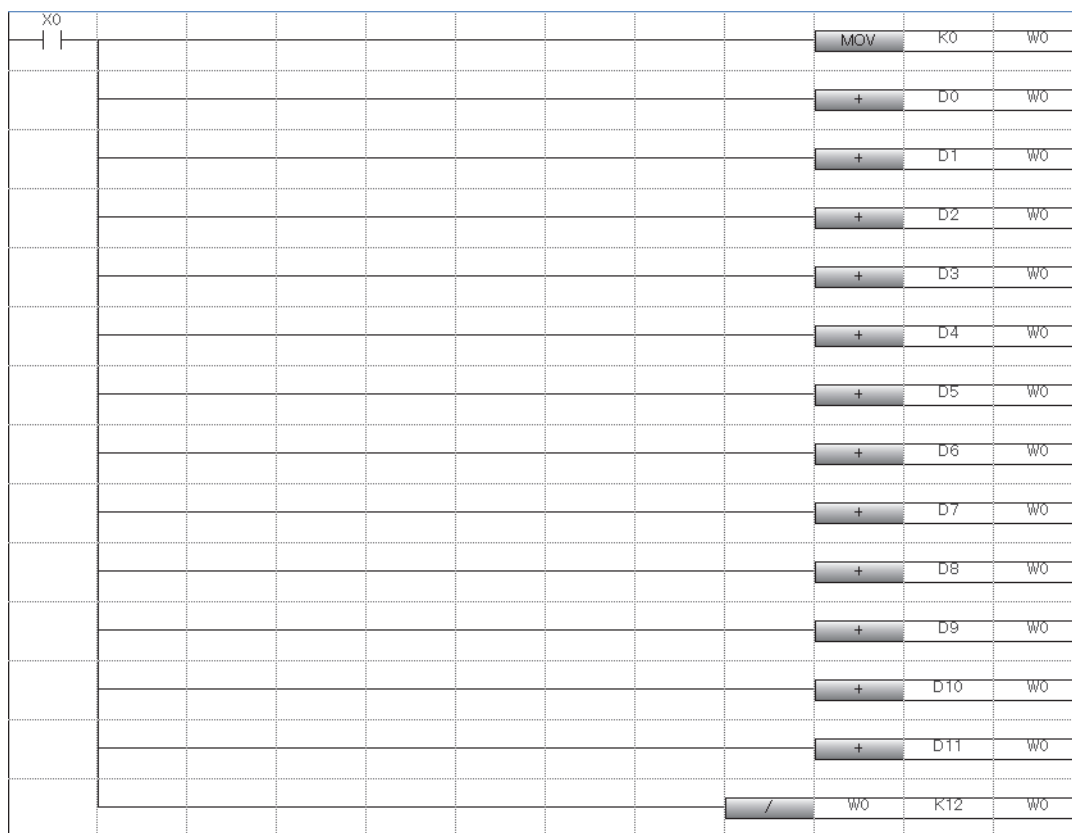 X0
MOV K0 W0
+ D0 W0
+ D1 W0
+ D2 W0
+ D3 W0
+ D4 W0
+ D5 W0
+ D6 W0
+ D7 W0
+ D8 W0
+ D9 W0
+ D10 W0
+ D11 W0
/ W0 K12 W0